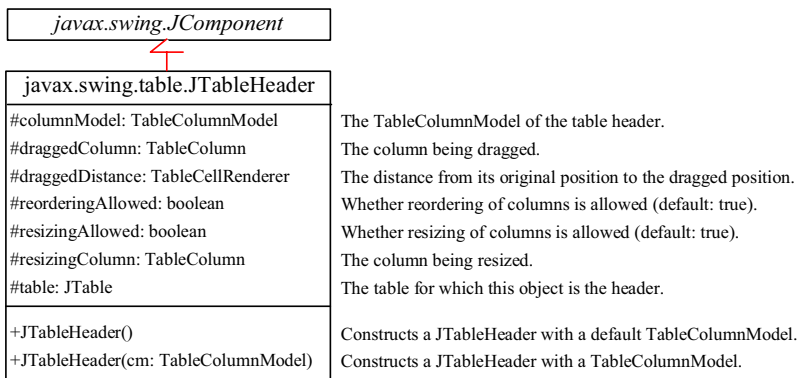 javax.swing.JComponent
javax.swing.table.JTableHeader
#columnModel: TableColumnModel The TableColumnModel of the table header.
#draggedColumn: TableColumn The column being dragged.
#draggedDistance: TableCellRenderer The distance from its original position to the dragged position.
#reorderingAllowed: boolean Whether reordering of columns is allowed (default: true).
#resizingAllowed: boolean Whether resizing of columns is allowed (default: true).
#resizingColumn: TableColumn The column being resized.
#table: JTable The table for which this object is the header.
+JTableHeader() Constructs a JTableHeader with a default TableColumnModel.
+JTableHeader(cm: TableColumnModel) Constructs a JTableHeader with a TableColumnModel.